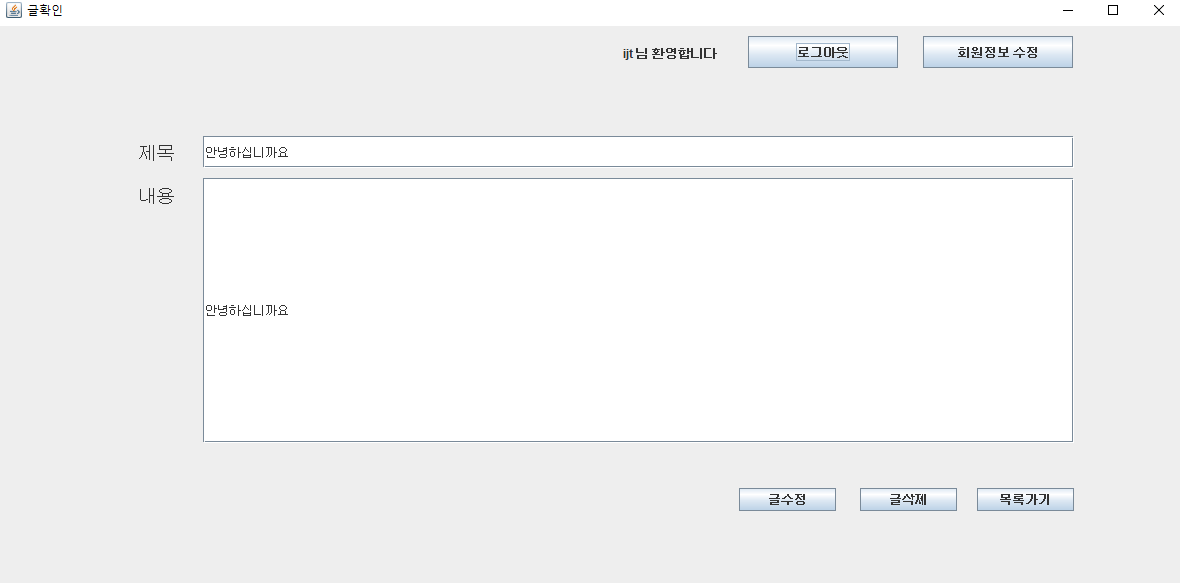 글확인
ijt님 환영합니다 로그아웃 회원정보 수정
제목 안녕하십니까요
내용
안녕하십니까요
글수정 글삭제 목록가기